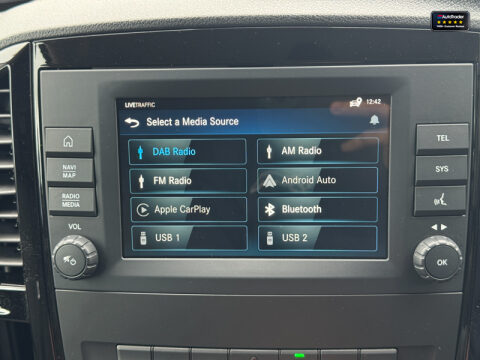 AutoTrader
LIVETRAFFIC
12:42
Select a Media Source
DAB Radio
AM Radio
FM Radio
Android Auto
Apple CarPlay
Bluetooth
USB 1
USB 2
NAVI
MAP
RADIO
MEDIA
VOL
TEL
SYS
OK